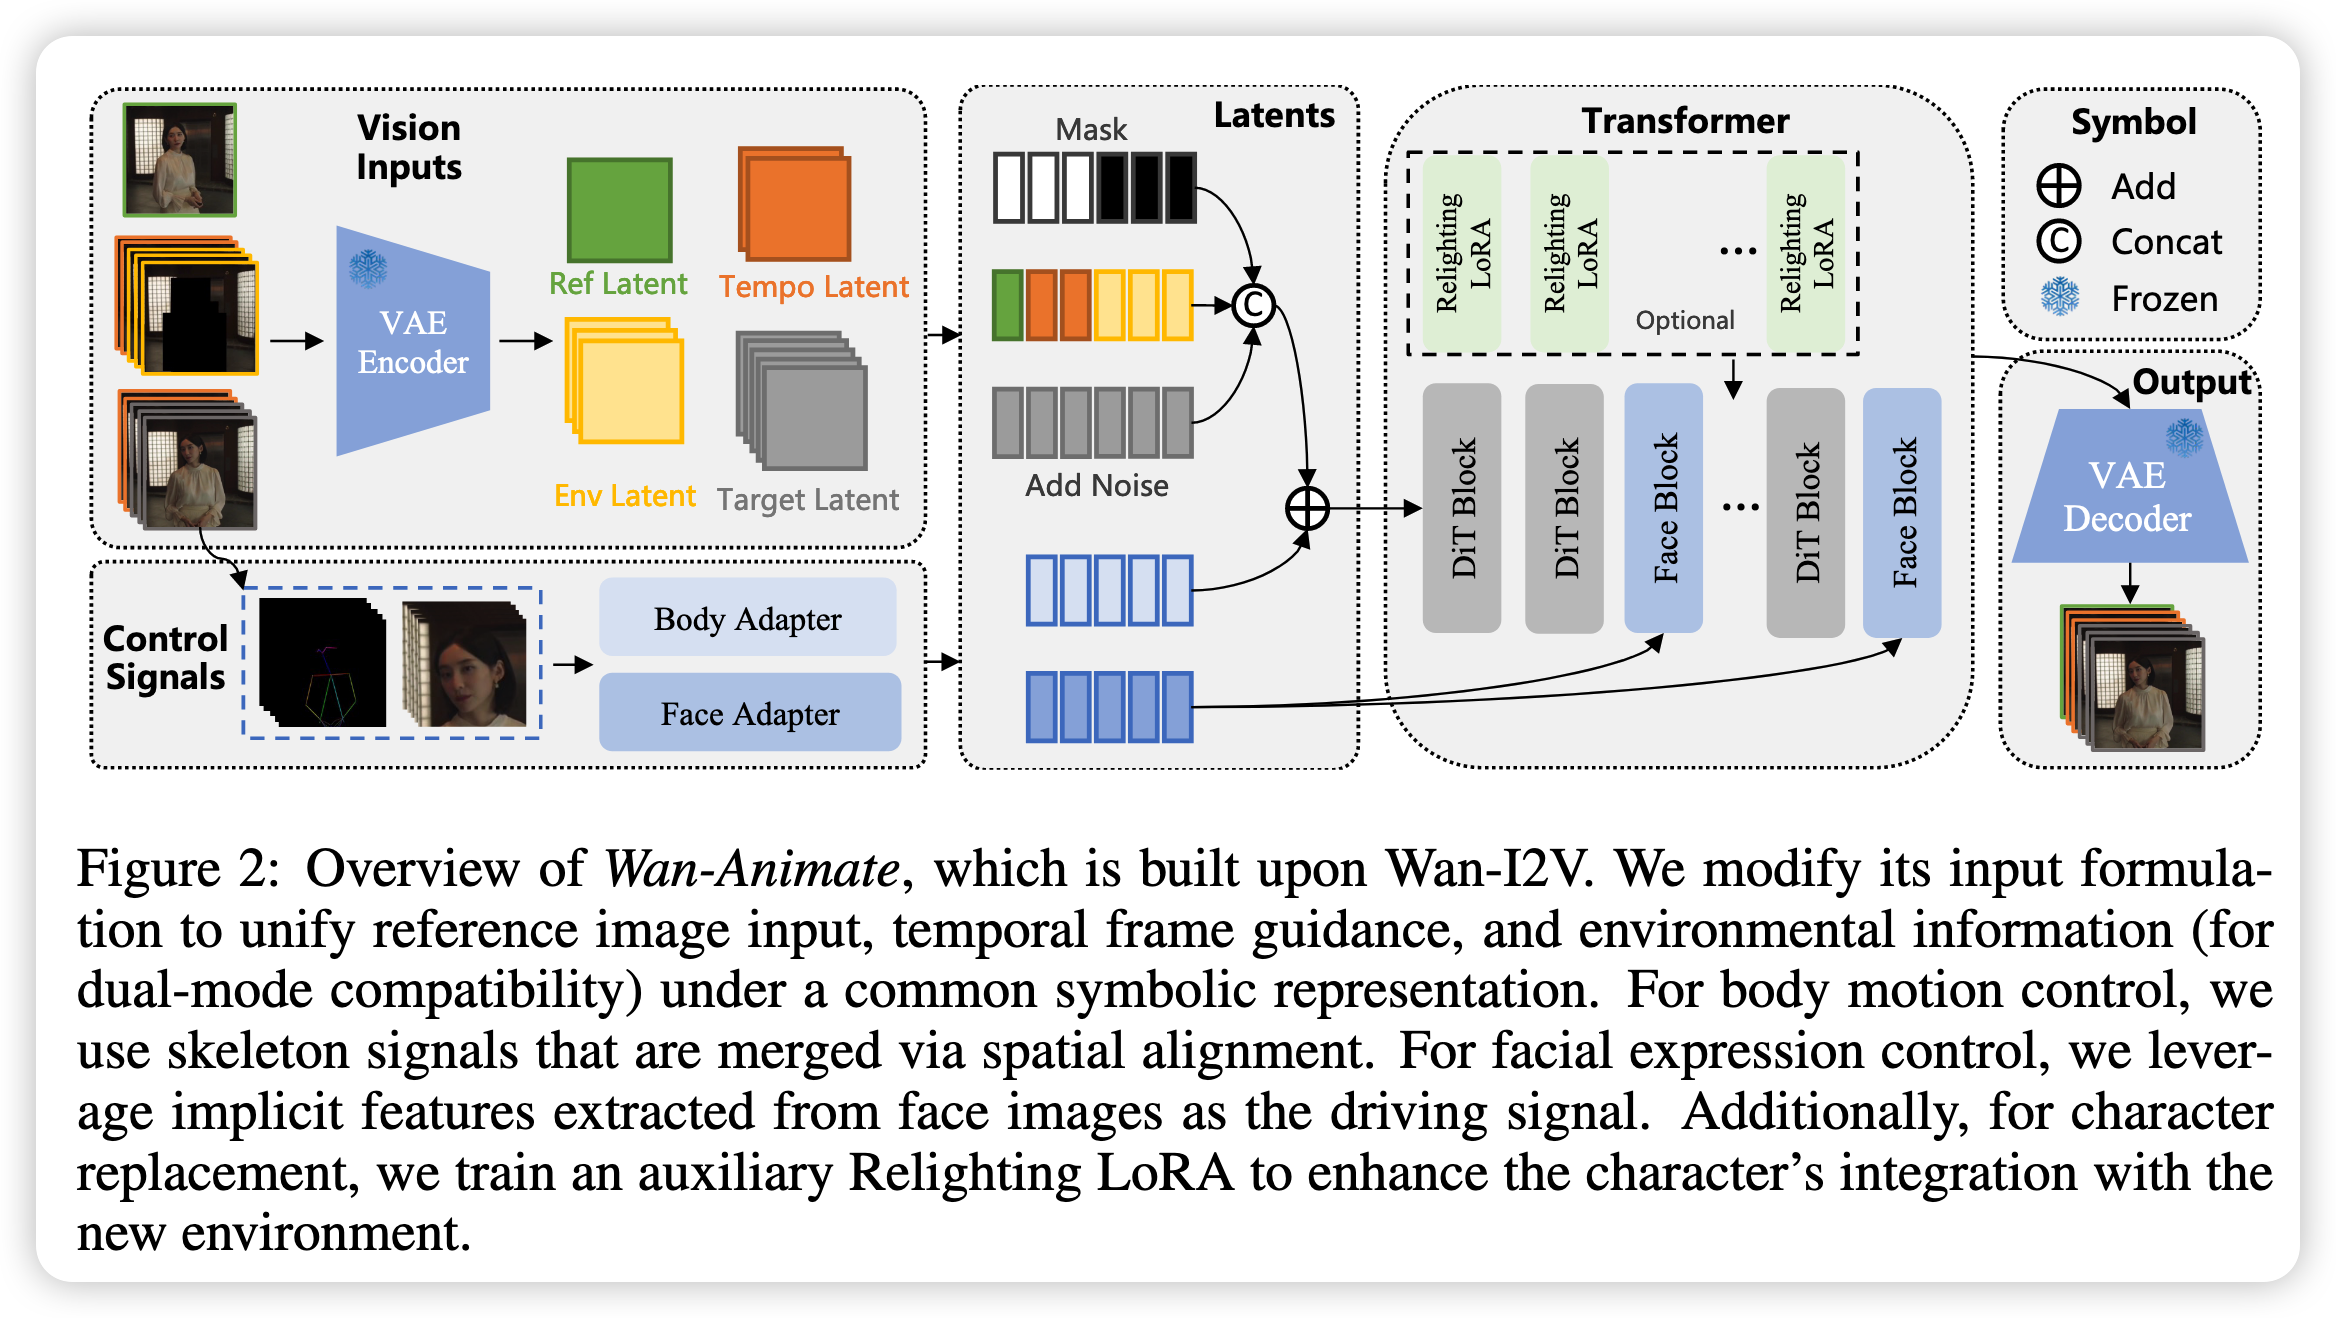 Vision
Inputs
VAE
Encoder
Ref Latent
Tempo Latent
Env Latent
Target Latent
Control
Signals
Body Adapter
Face Adapter
Latents
Mask
C
Add Noise
Transformer
Relighting
LoRA
Relighting
LoRA
...
Relighting
LoRA
Optional
DiT Block
DiT Block
Face Block
...
DiT Block
Face Block
Symbol
Add
C Concat
Frozen
Output
VAE
Decoder
Figure 2: Overview of Wan-Animate, which is built upon Wan-I2V. We modify its input formula-
tion to unify reference image input, temporal frame guidance, and environmental information (for
dual-mode compatibility) under a common symbolic representation. For body motion control, we
use skeleton signals that are merged via spatial alignment. For facial expression control, we lever-
age implicit features extracted from face images as the driving signal. Additionally, for character
replacement, we train an auxiliary Relighting LoRA to enhance the character’s integration with the
new environment.